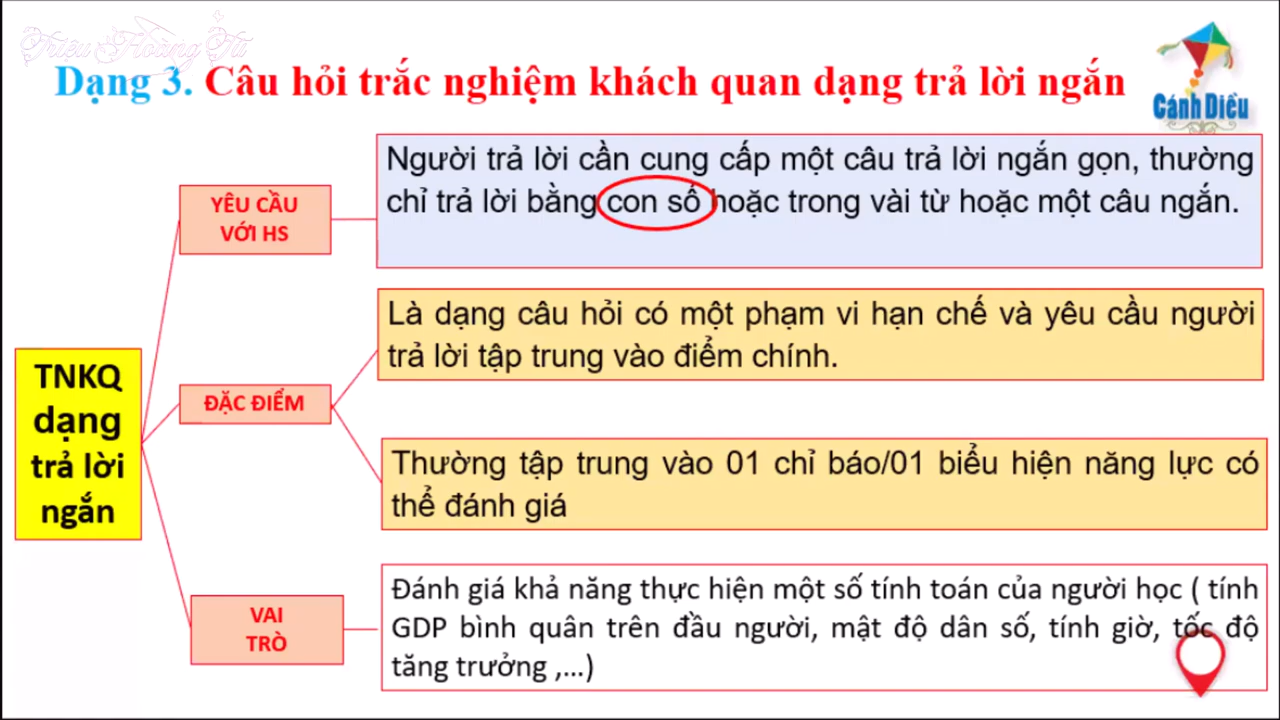 Triệu Hoàng Tú
Dạng 3. Câu hỏi trắc nghiệm khách quan dạng trả lời ngắn
Cánh Diều
YÊU CẦU
VỚI HS
Người trả lời cần cung cấp một câu trả lời ngắn gọn, thường
chỉ trả lời bằng con số hoặc trong vài từ hoặc một câu ngắn.
TNKQ
dạng
trả lời
ngắn
ĐẶC ĐIỂM
Là dạng câu hỏi có một phạm vi hạn chế và yêu cầu người
trả lời tập trung vào điểm chính.
Thường tập trung vào 01 chỉ báo/01 biểu hiện năng lực có
thể đánh giá
VAI
TRÒ
Đánh giá khả năng thực hiện một số tính toán của người học ( tính
GDP bình quân trên đầu người, mật độ dân số, tính giờ, tốc độ
tăng trưởng ,...)